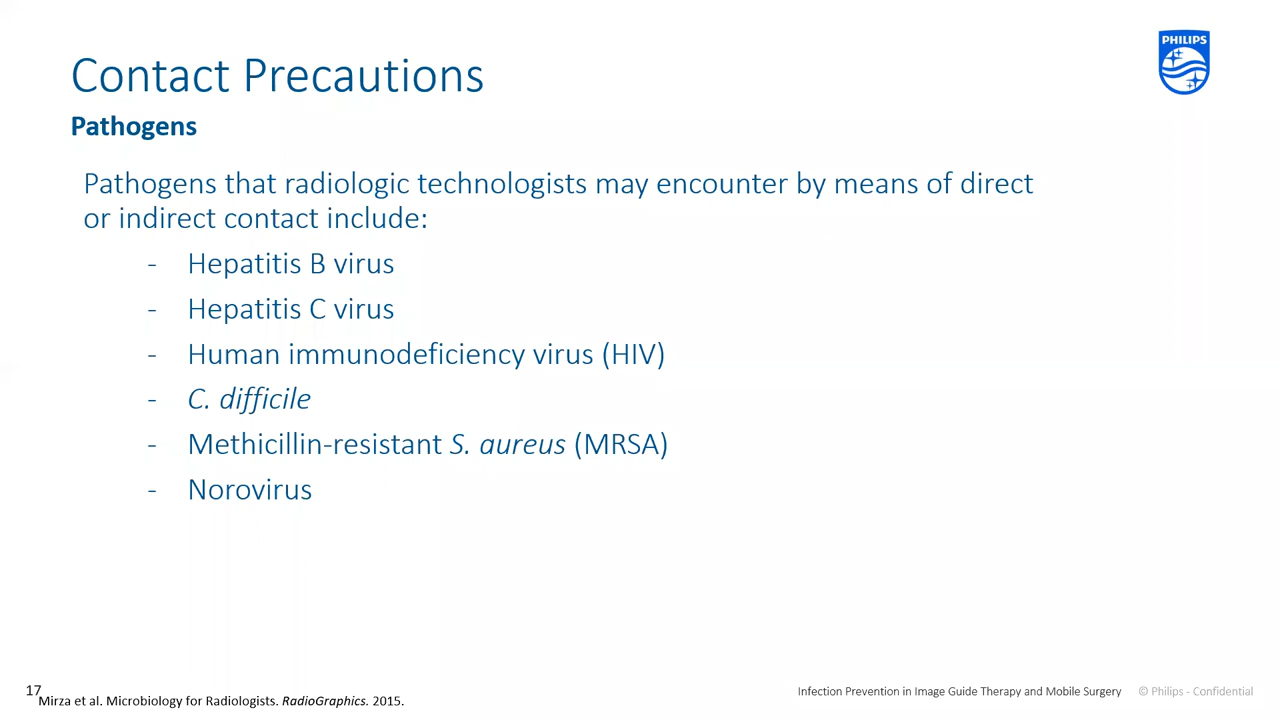 PHILIPS
Contact Precautions
Pathogens
Pathogens that radiologic technologists may encounter by means of direct
or indirect contact include:
- Hepatitis B virus
- Hepatitis C virus
- Human immunodeficiency virus (HIV)
- C. difficile
- Methicillin-resistant S. aureus (MRSA)
- Norovirus
17
Mirza et al. Microbiology for Radiologists. RadioGraphics. 2015.
Infection Prevention in Image Guide Therapy and Mobile Surgery
© Philips - Confidential